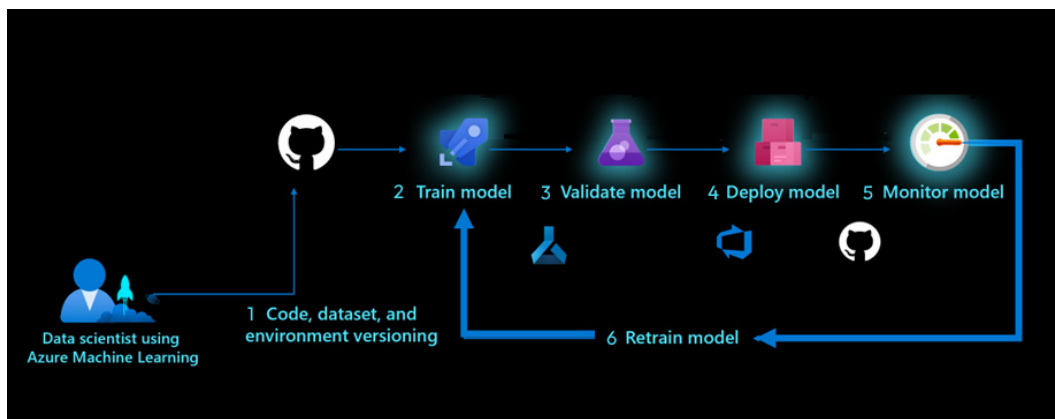 2 Train model
3 Validate model
4 Deploy model
5 Monitor model
1 Code, dataset, and
environment versioning
Data scientist using
Azure Machine Learning
6 Retrain model